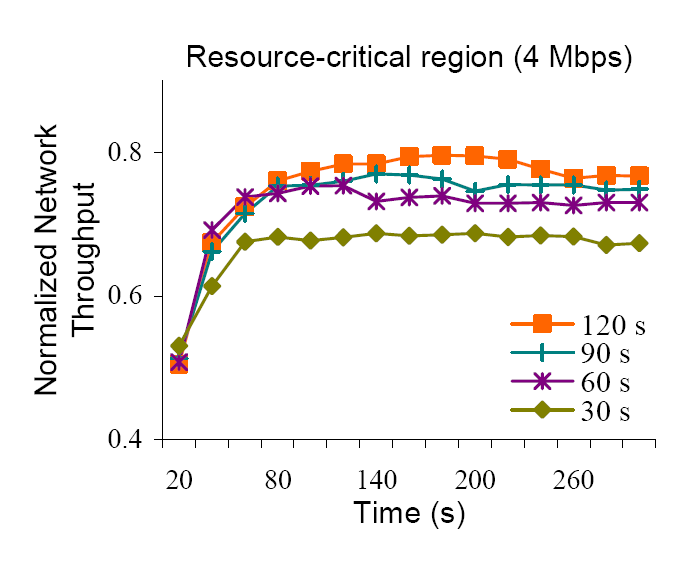 Resource-critical region (4 Mbps)
Normalized Network
Throughput
0.8
0.6
0.4
120 s
90 s
60 s
30 s
20 80 140 200 260
Time (s)